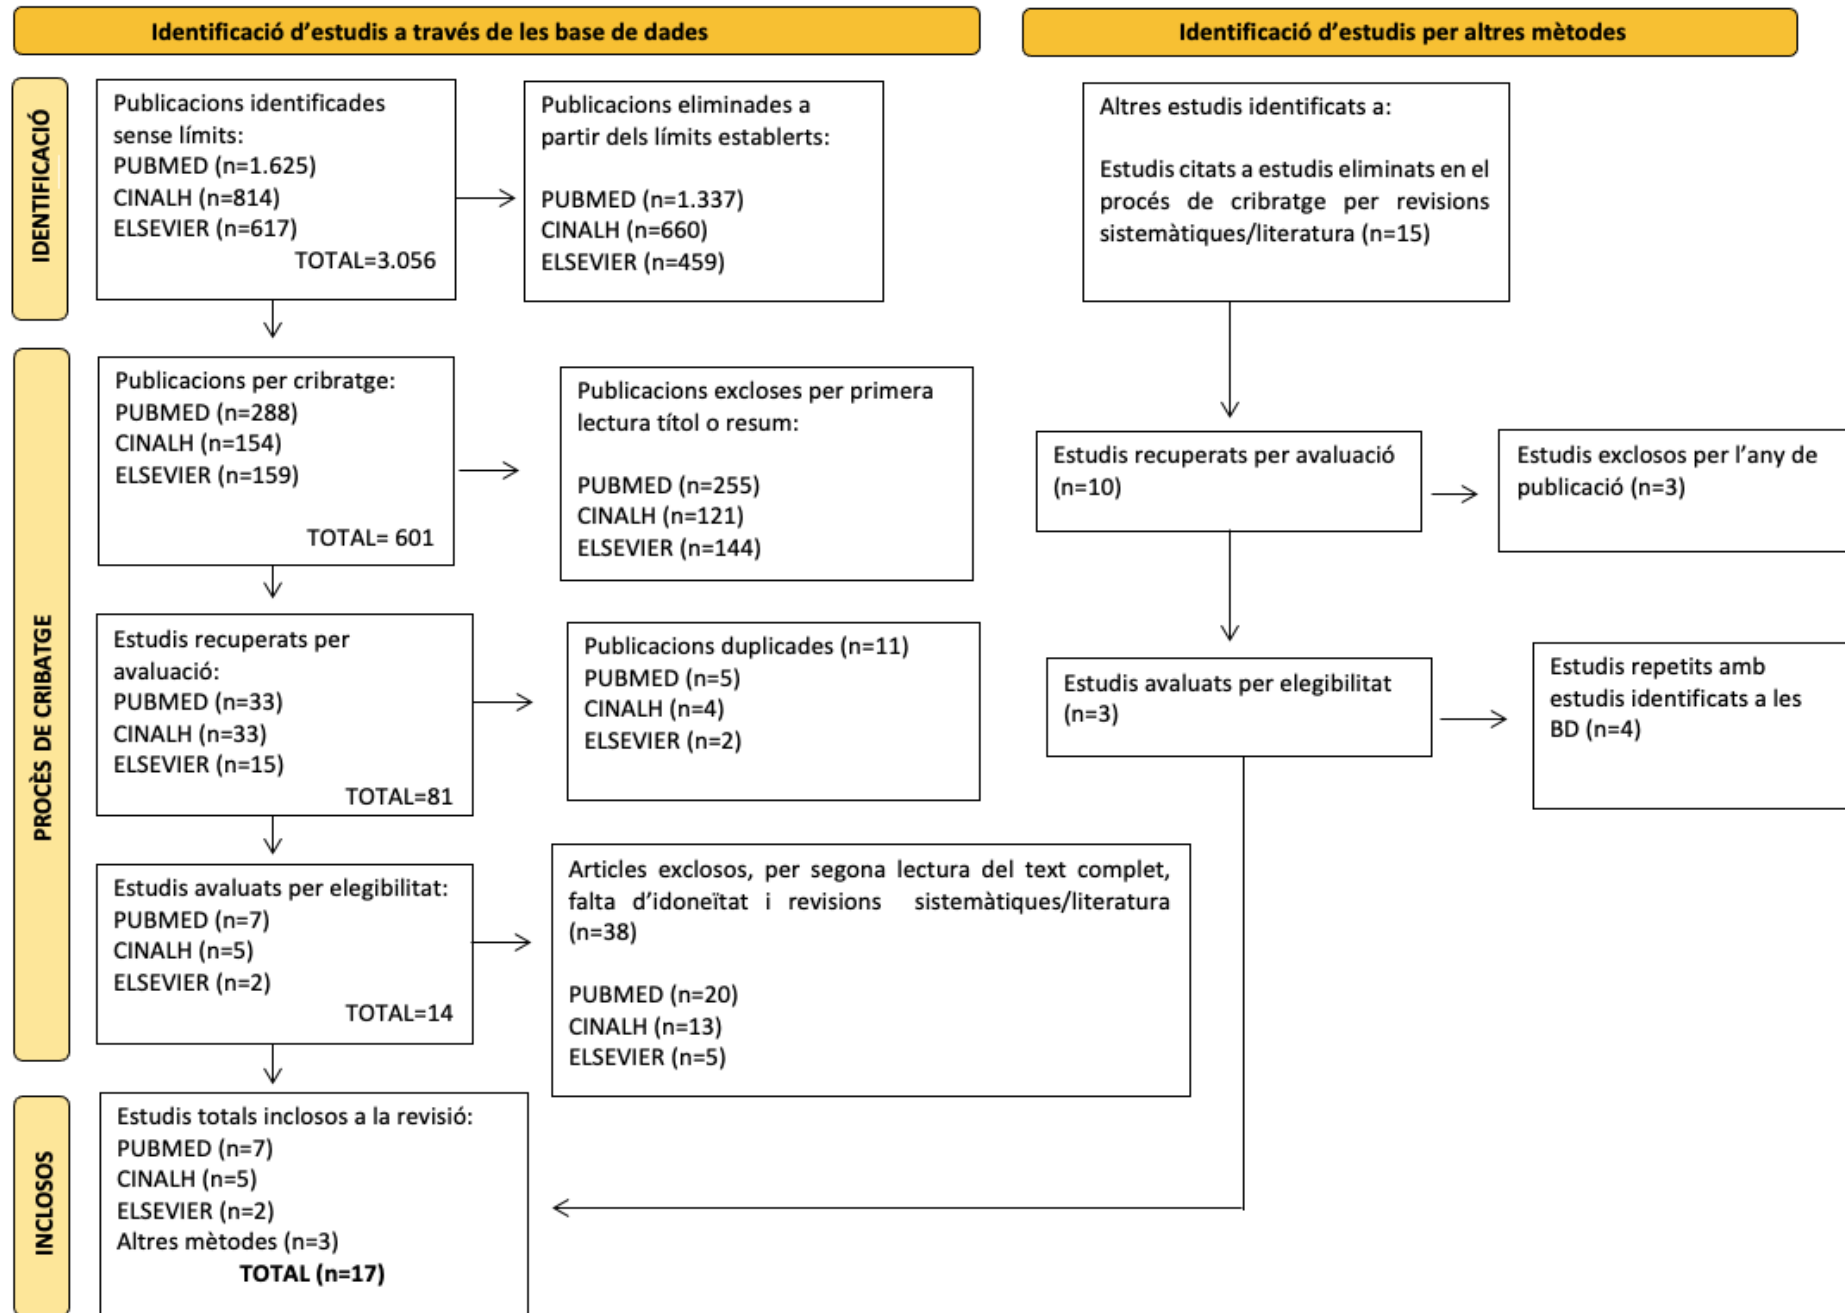 Identificació d'estudis a través de les base de dades
Identificació d'estudis per altres mètodes
IDENTIFICACIÓ
Publicacions identificades
sense límits:
PUBMED (n=1.625)
CINALH (n=814)
ELSEVIER (n=617)
TOTAL=3.056
Publicacions eliminades a
partir dels límits establerts:
PUBMED (n=1.337)
CINALH (n=660)
ELSEVIER (n=459)
Altres estudis identificats a:
Estudis citats a estudis eliminats en el
procés de cribratge per revisions
sistemàtiques/literatura (n=15)
PROCÈS DE CRIBATGE
Publicacions per cribratge:
PUBMED (n=288)
CINALH (n=154)
ELSEVIER (n=159)
TOTAL= 601
Publicacions excloses per primera
lectura títol o resum:
PUBMED (n=255)
CINALH (n=121)
ELSEVIER (n=144)
Estudis recuperats per avaluació
(n=10)
Estudis exclosos per l'any de
publicació (n=3)
Estudis recuperats per
avaluació:
PUBMED (n=33)
CINALH (n=33)
ELSEVIER (n=15)
TOTAL=81
Publicacions duplicades (n=11)
PUBMED (n=5)
CINALH (n=4)
ELSEVIER (n=2)
Estudis avaluats per elegibilitat
(n=3)
Estudis repetits amb
estudis identificats a les
BD (n=4)
Estudis avaluats per elegibilitat:
PUBMED (n=7)
CINALH (n=5)
ELSEVIER (n=2)
TOTAL=14
Articles exclosos, per segona lectura del text complet,
falta d'idoneïtat i revisions sistemàtiques/literatura
(n=38)
PUBMED (n=20)
CINALH (n=13)
ELSEVIER (n=5)
INCLOSOS
Estudis totals inclosos a la revisió:
PUBMED (n=7)
CINALH (n=5)
ELSEVIER (n=2)
Altres mètodes (n=3)
TOTAL (n=17)